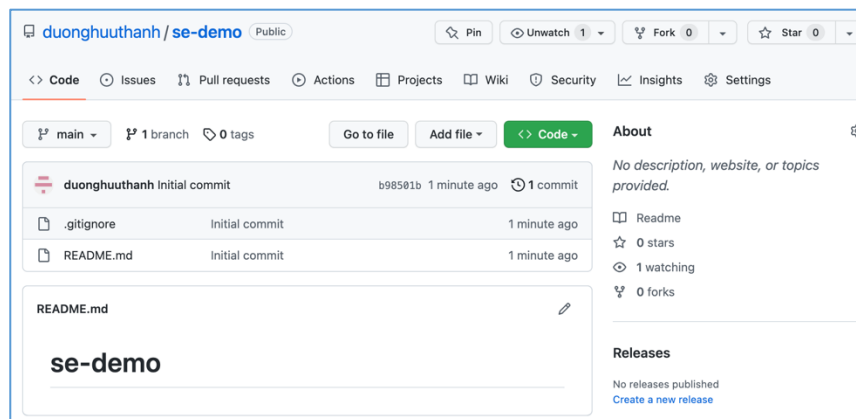 duonghuuthanh / se-demo Public Pin Unwatch 1 Fork 0 Star 0
Code Issues Pull requests Actions Projects Wiki Security Insights Settings
main 1 branch 0 tags Go to file Add file Code
About
No description, website, or topics
provided.
duonghuuthanh Initial commit b98501b 1 minute ago 1 commit
.gitignore Initial commit 1 minute ago
README.md Initial commit 1 minute ago
Readme
0 stars
1 watching
0 forks
README.md
se-demo
Releases
No releases published
Create a new release